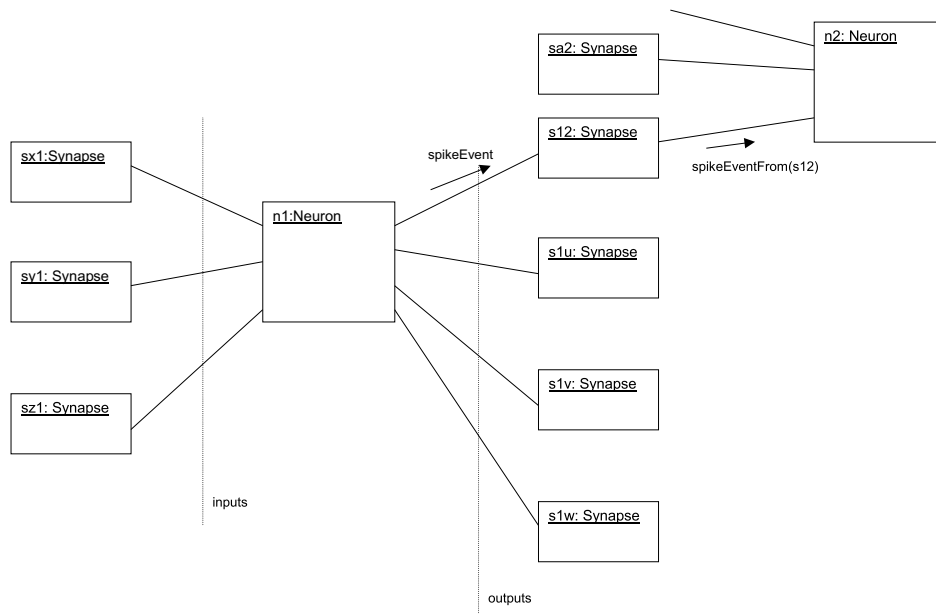 n2: Neuron
sa2: Synapse
s12: Synapse
sx1:Synapse
spikeEvent
spikeEventFrom(s12)
n1:Neuron
s1u: Synapse
sy1: Synapse
s1v: Synapse
sz1: Synapse
inputs
s1w: Synapse
outputs